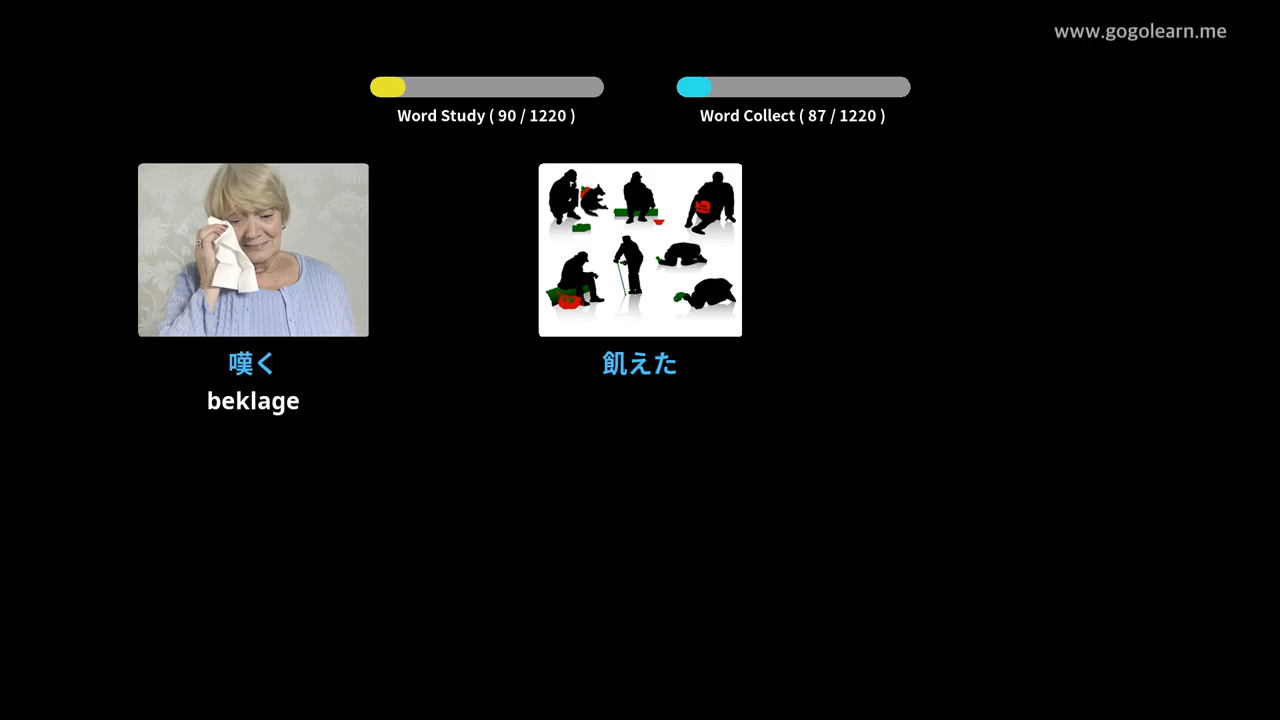 www.gogolearn.me
Word Study ( 90 / 1220 )
Word Collect ( 87 / 1220 )
嘆く
beklage
飢えた